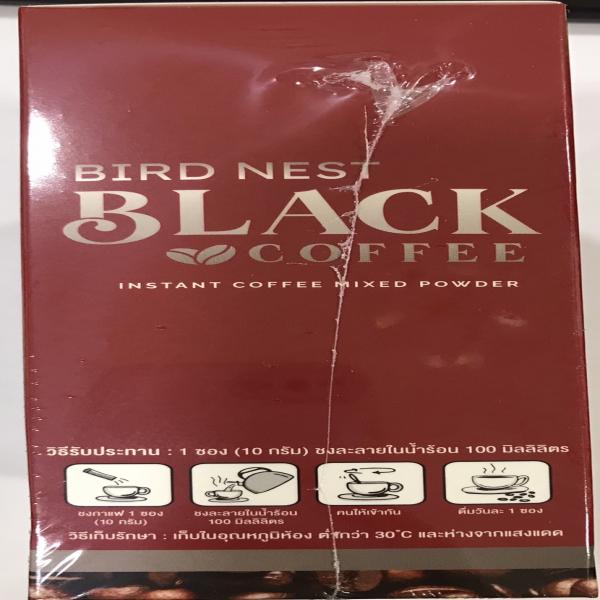 BIRD NEST
BLACK
COFFEE
INSTANT COFFEE MIXED POWDER
วิธีรับประทาน : 1 ซอง (10 กรัม) ชงละลายในน้ำร้อน 100 มิลลิลิตร
ชงกาแฟ 1 ซอง
(10 กรัม)
ชงละลายในน้ำร้อน
100 มิลลิลิตร
คนให้เข้ากัน
ดื่มวันละ 1 ซอง
วิธีเก็บรักษา : เก็บในอุณหภูมิห้อง ต่ำกว่า 30°C และห่างจากแสงแดด